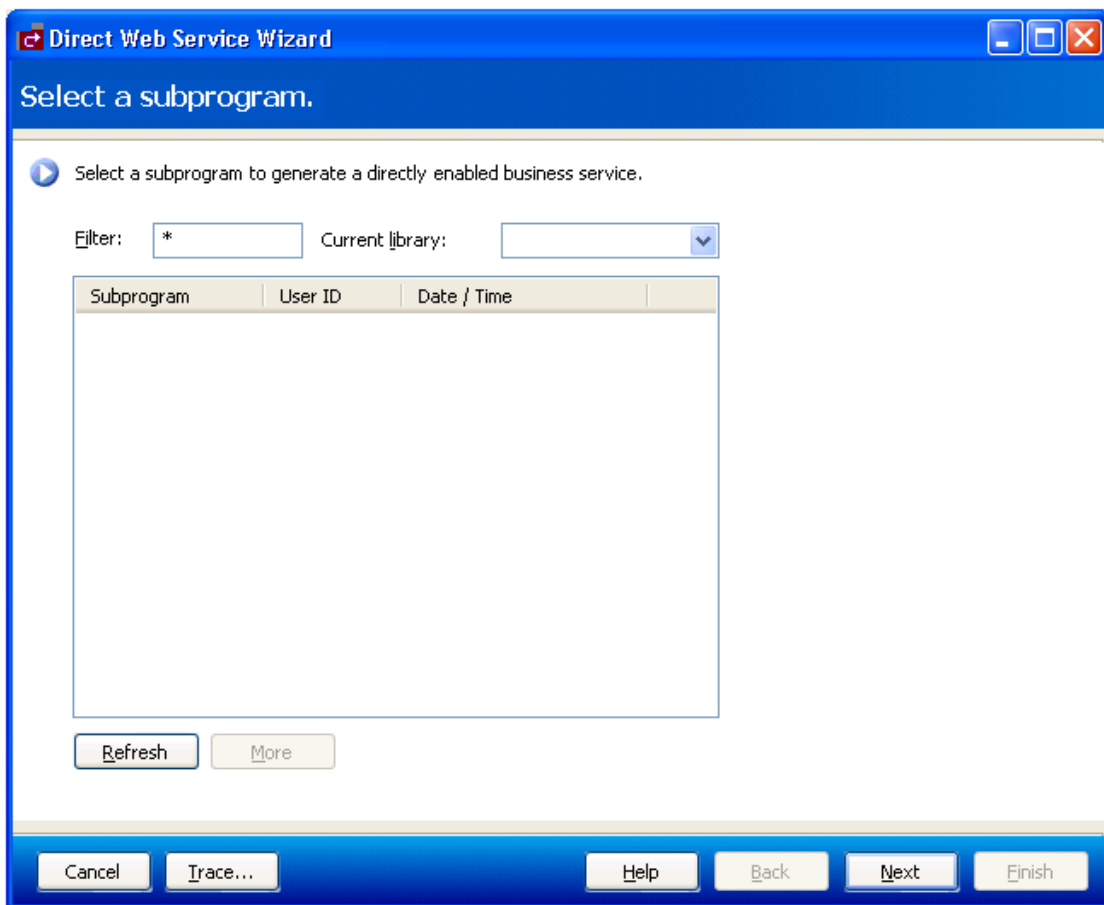 Direct Web Service Wizard
Select a subprogram.
Select a subprogram to generate a directly enabled business service.
Filter: * Current library:
Subprogram User ID Date / Time
Refresh More
Cancel Trace... Help Back Next Finish